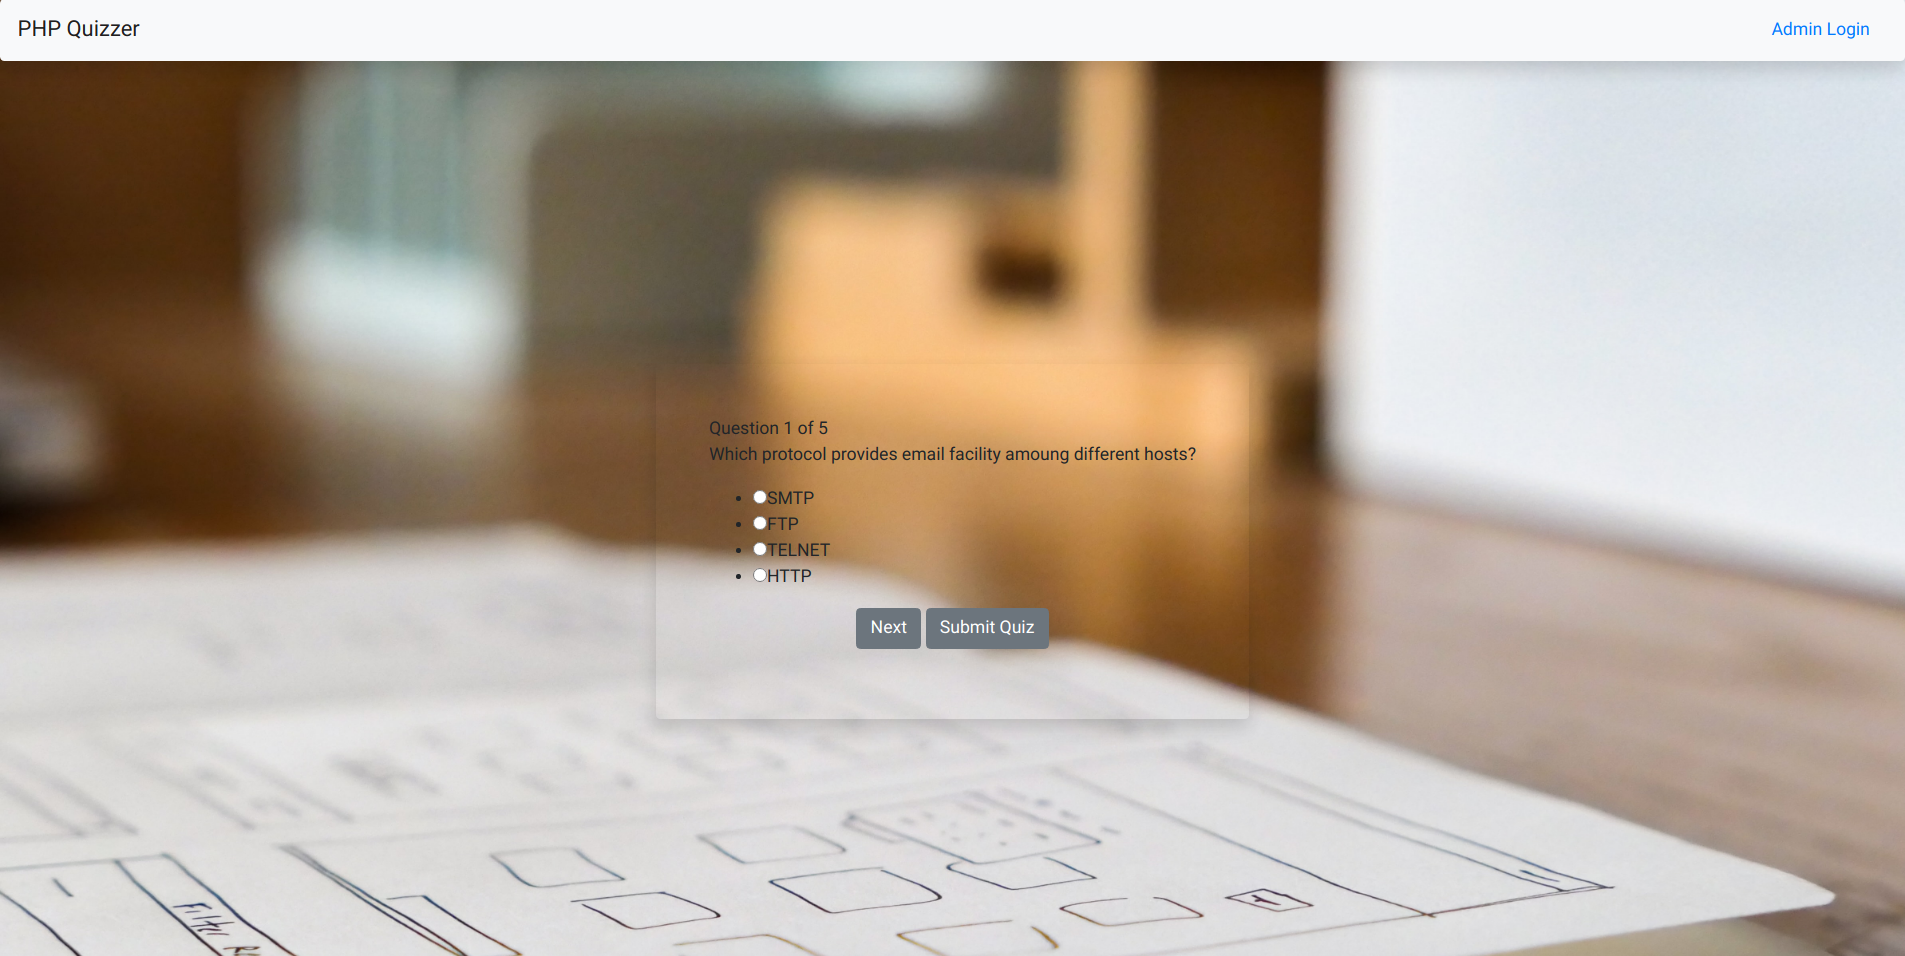 PHP Quizzer
Admin Login
Question 1 of 5
Which protocol provides email facility amoung different hosts?
SMTP
FTP
TELNET
HTTP
Next
Submit Quiz
Filter